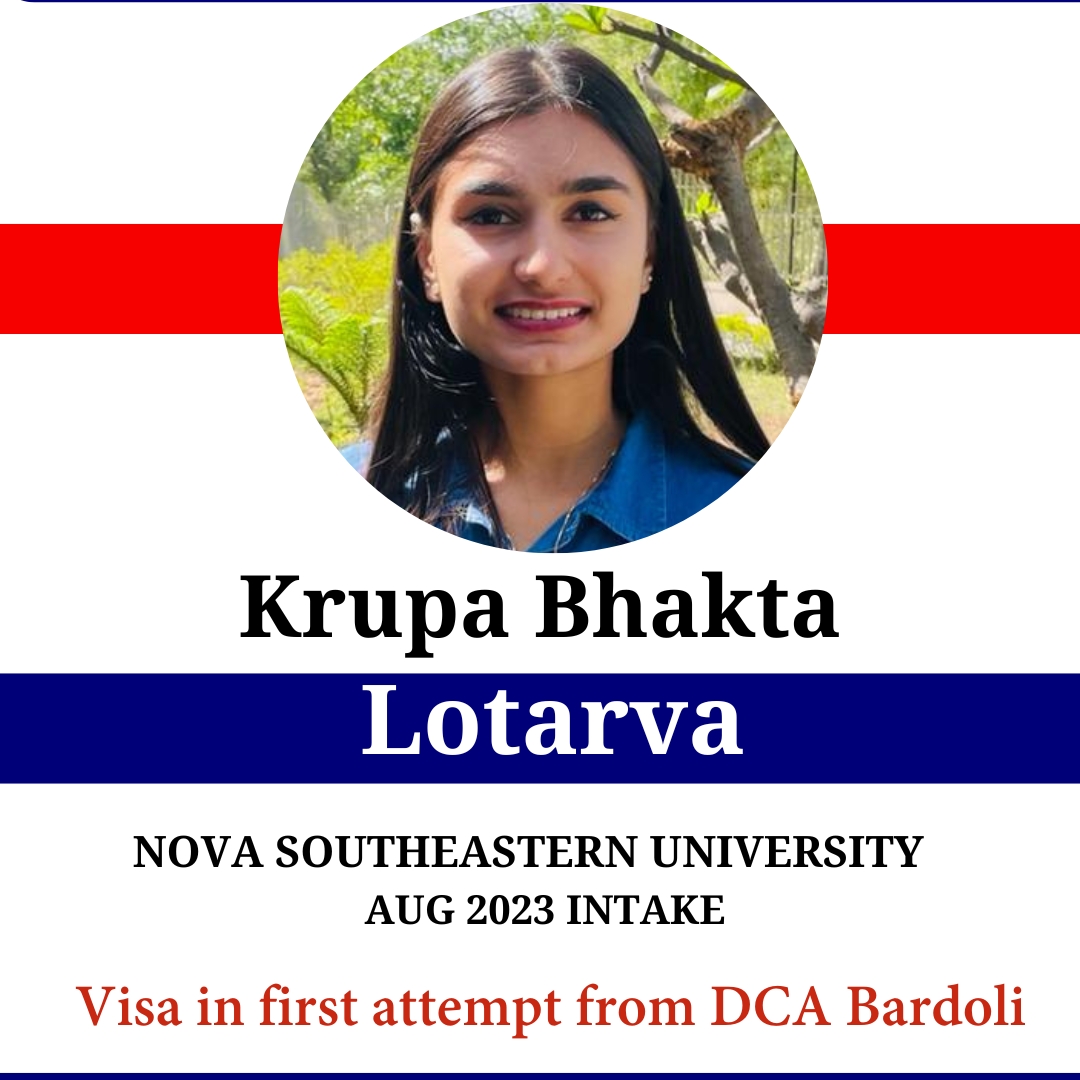 Krupa Bhakta
Lotarva
NOVA SOUTHEASTERN UNIVERSITY
AUG 2023 INTAKE
Visa in first attempt from DCA Bardoli